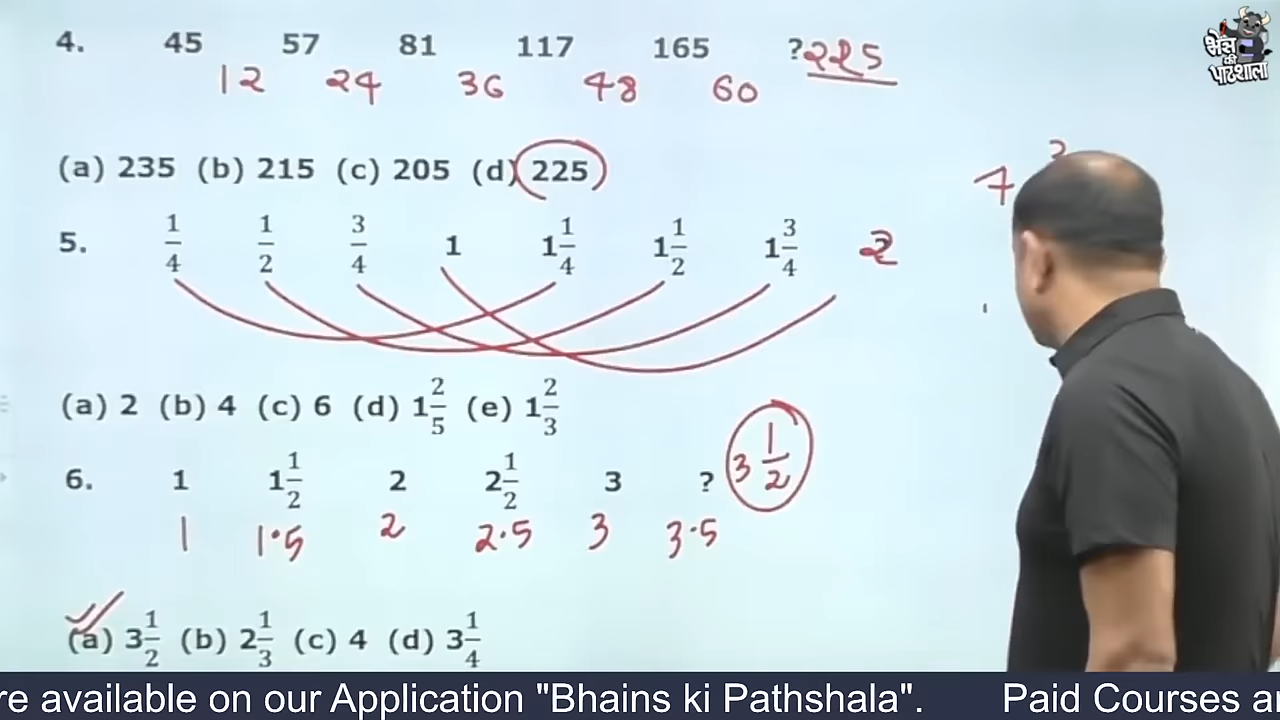 4. 45 57 81 117 165 ? 225
12 24 36 48 60
भैंस
की
पाठशाला
(a) 235 (b) 215 (c) 205 (d) 225
5. 1/4 1/2 3/4 1 1 1/4 1 1/2 1 3/4 2
(a) 2 (b) 4 (c) 6 (d) 1 2/5 (e) 1 2/3
6. 1 1 1/2 2 2 1/2 3 ? 3 1/2
1 1.5 2 2.5 3 3.5
(a) 3 1/2 (b) 2 1/3 (c) 4 (d) 3 1/4
re available on our Application "Bhains ki Pathshala". Paid Courses a